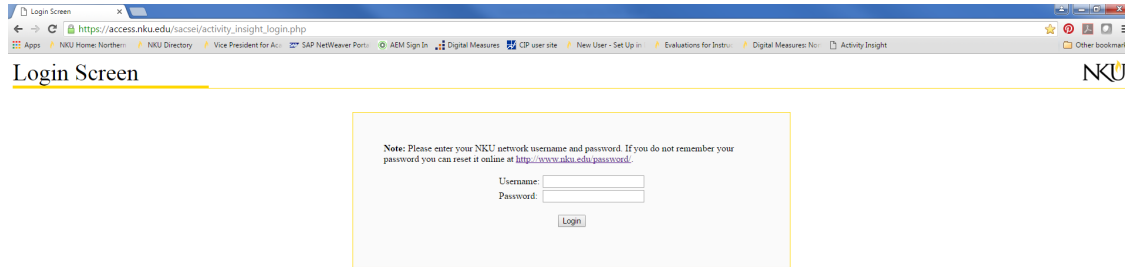 Login Screen
https://access.nku.edu/sacsei/activity_insight_login.php
Apps NKU Home: Northern NKU Directory Vice President for Aca SAP NetWeaver Porta AEM Sign In Digital Measures CIP user site New User - Set Up in Evaluations for Instruc Digital Measures: Nor Activity Insight Other bookmark
Login Screen NKU
Note: Please enter your NKU network username and password. If you do not remember your
password you can reset it online at http://www.nku.edu/password/.
Username:
Password:
Login